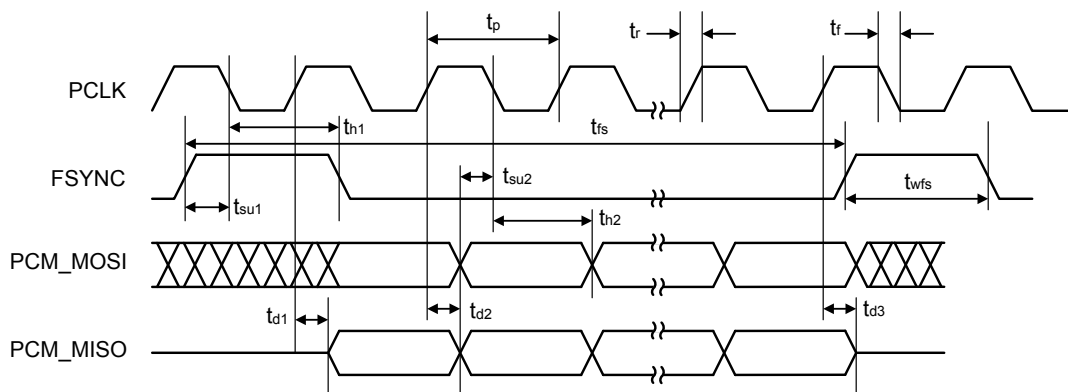 tp
tr
tf
PCLK
th1
tfs
FSYNC
tsu1
tsu2
twfs
th2
PCM_MOSI
td1
td2
td3
PCM_MISO